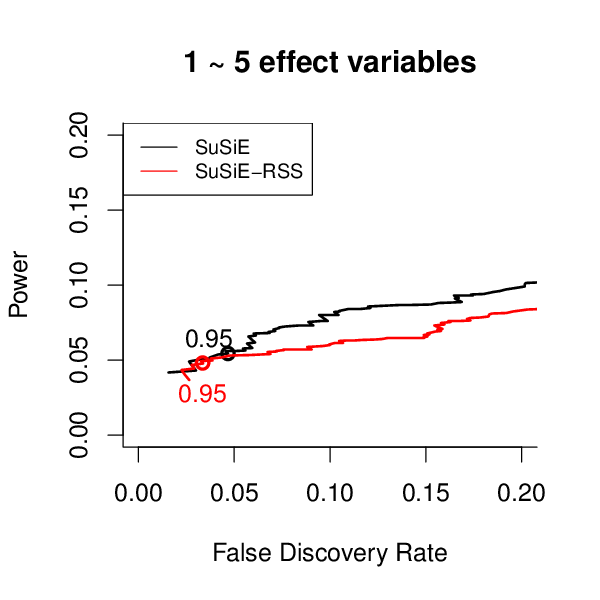 1 ~ 5 effect variables
SuSiE
SuSiE−RSS
Power
0.20
0.15
0.10
0.05
0.00
0.95
0.95
0.00 0.05 0.10 0.15 0.20
False Discovery Rate